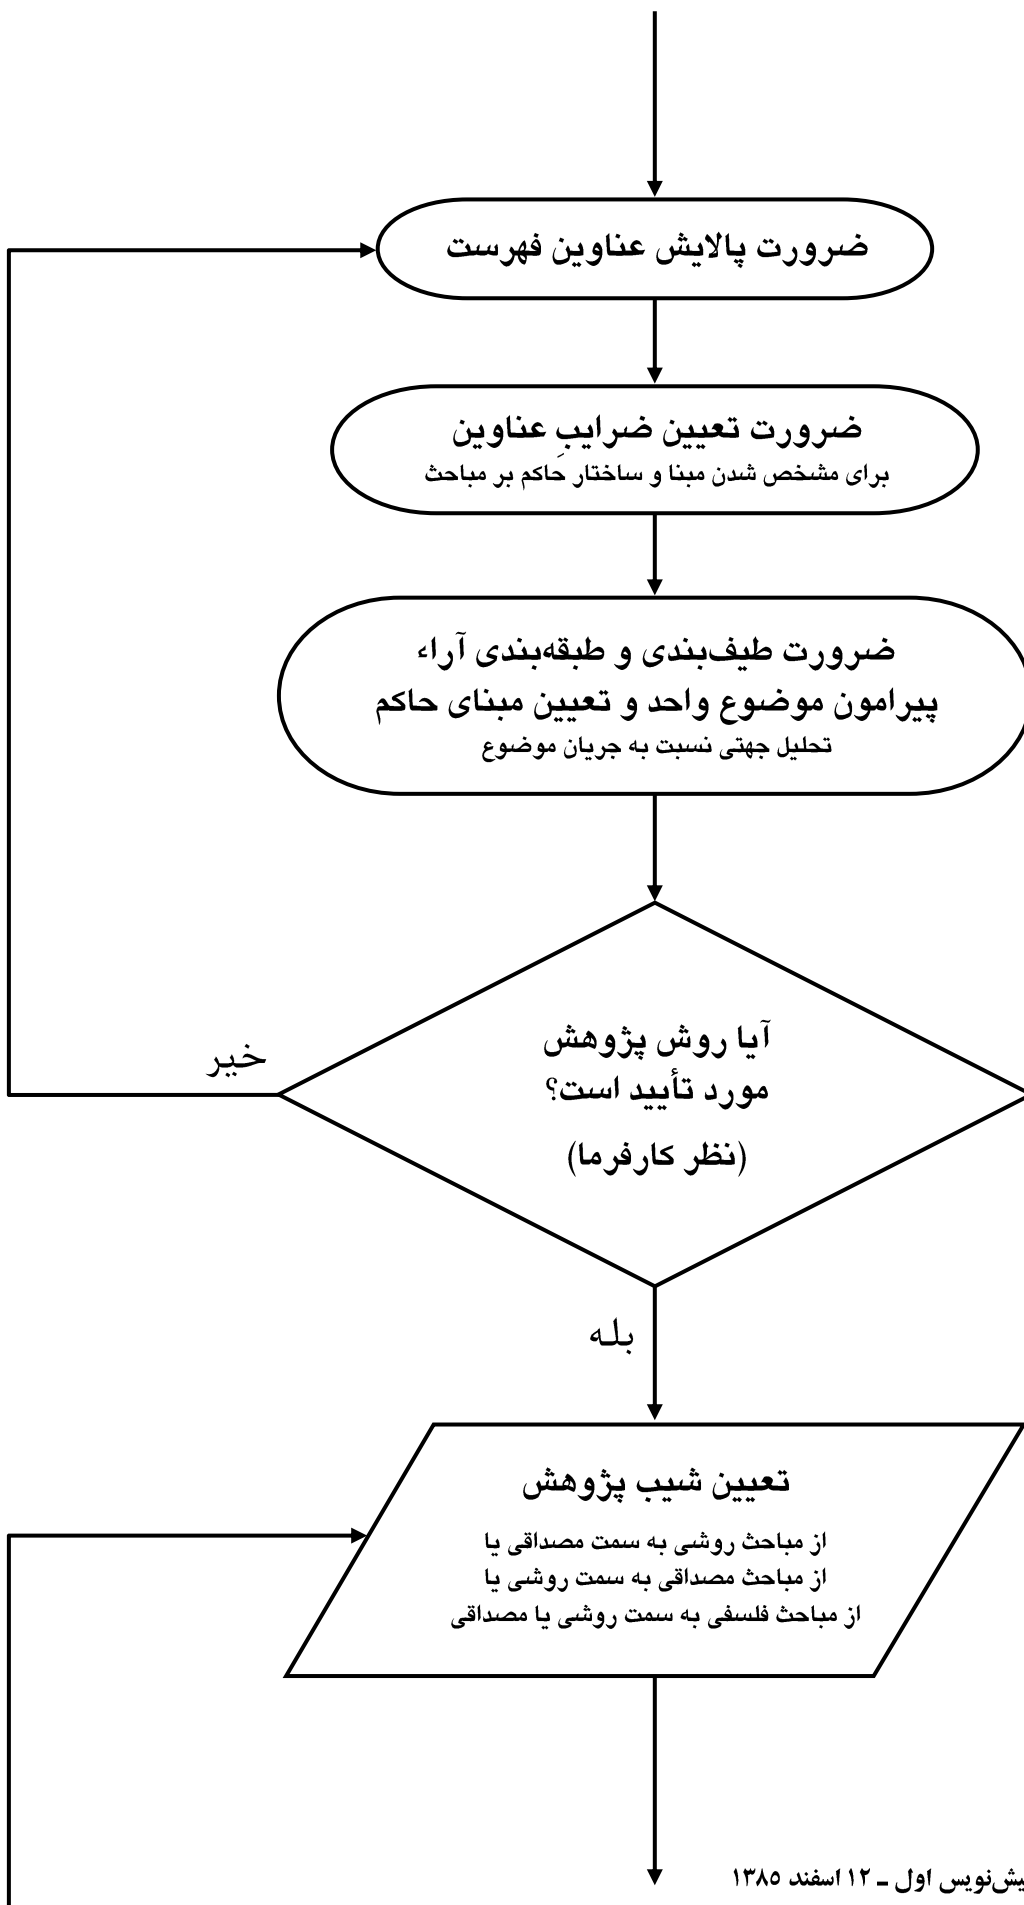 ضرورت پالایش عناوین فهرست
ضرورت تعیین ضرایبِ عناوین
برای مشخص شدن مبنا و ساختار حاکم بر مباحث
ضرورت طیف‌بندی و طبقه‌بندی آراء
پیرامون موضوع واحد و تعیین مبنای حاکم
تحلیل جهتی نسبت به جریان موضوع
آیا روش پژوهش
مورد تأیید است؟
(نظر کارفرما)
خیر
بله
تعیین شیب پژوهش
از مباحث روشی به سمت مصداقی یا
از مباحث مصداقی به سمت روشی یا
از مباحث فلسفی به سمت روشی یا مصداقی
یش‌نویس اول ـ ۱۲ اسفند ۱۳۸۵